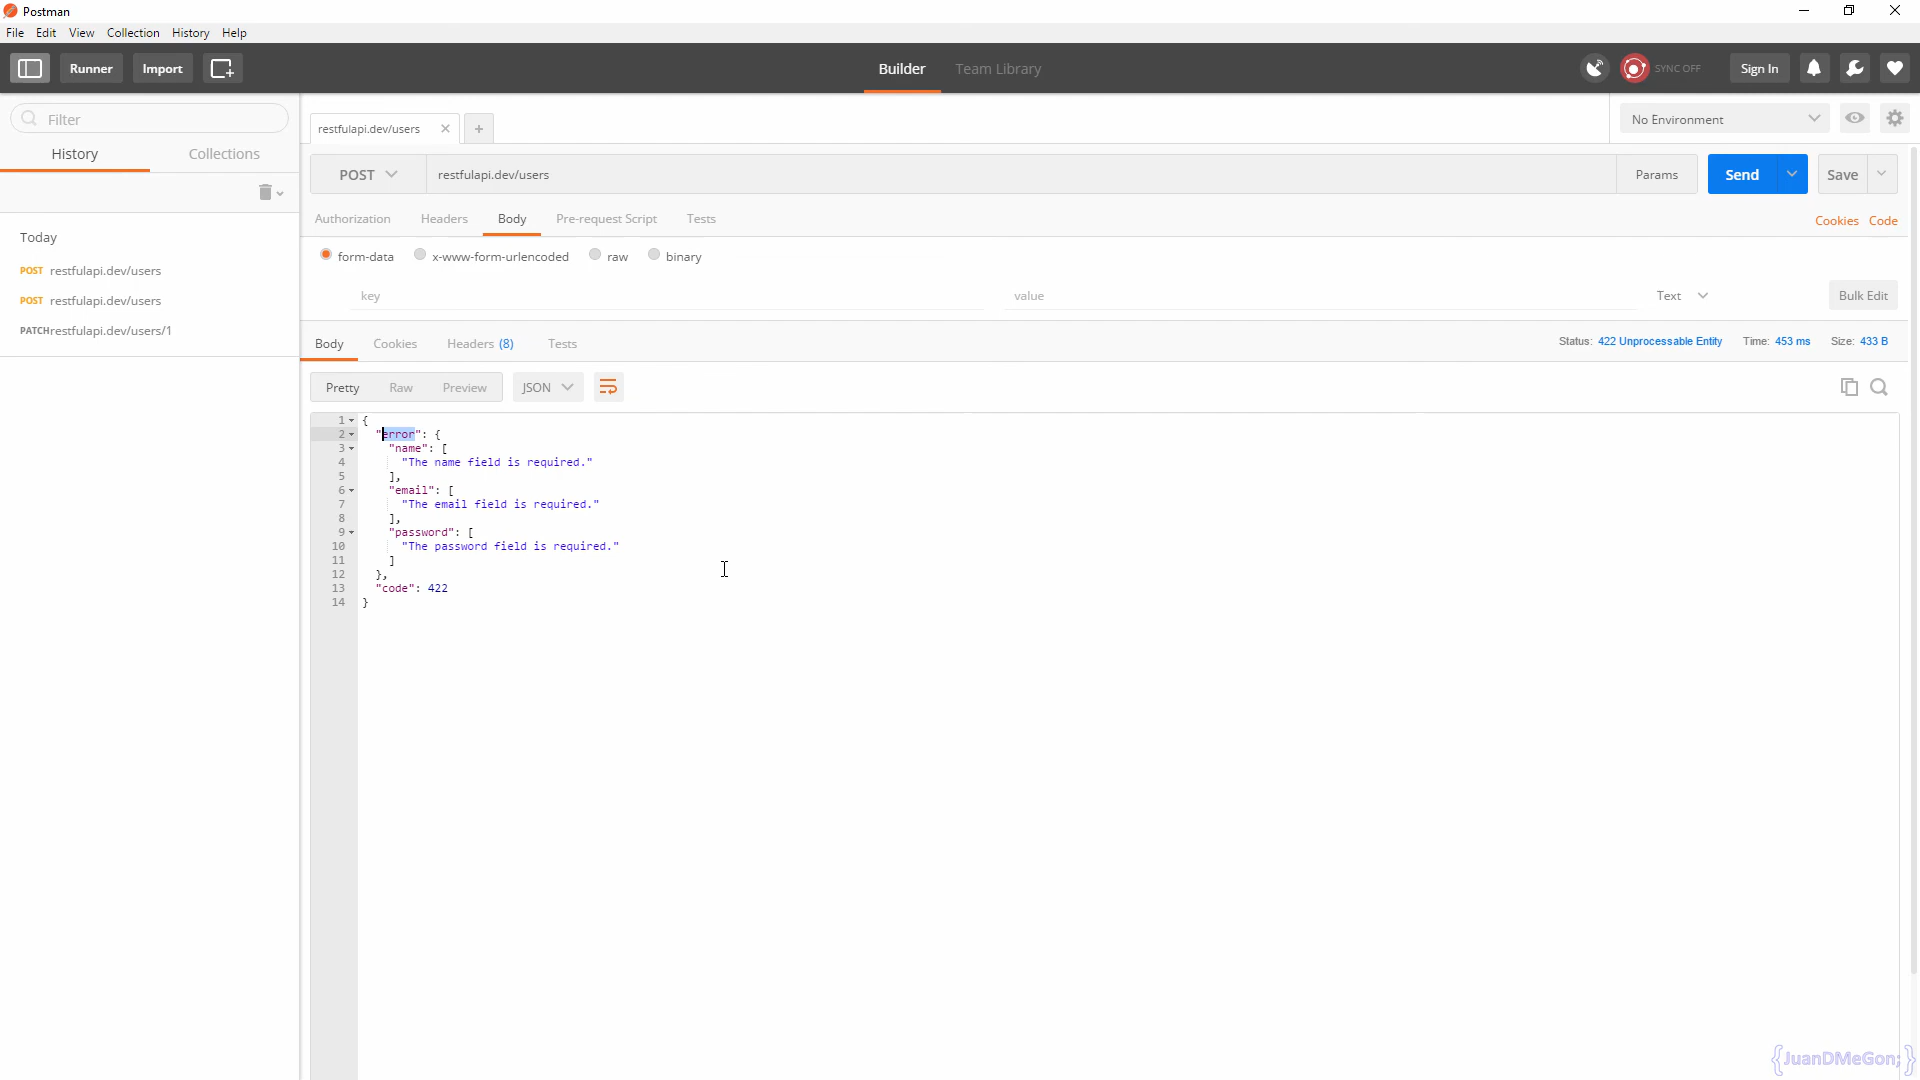 Postman
File Edit View Collection History Help
Runner Import Builder Team Library SYNC OFF Sign In
Filter
History Collections
Today
POST restfulapi.dev/users
POST restfulapi.dev/users
PATCH restfulapi.dev/users/1
restfulapi.dev/users
No Environment
POST restfulapi.dev/users Params Send Save
Authorization Headers Body Pre-request Script Tests Cookies Code
form-data x-www-form-urlencoded raw binary
key value Text Bulk Edit
Body Cookies Headers (8) Tests Status: 422 Unprocessable Entity Time: 453 ms Size: 433 B
Pretty Raw Preview JSON
1 {
2 "error": {
3 "name": [
4 "The name field is required."
5 ],
6 "email": [
7 "The email field is required."
8 ],
9 "password": [
10 "The password field is required."
11 ]
12 },
13 "code": 422
14 }
{JuanDMeGon;}